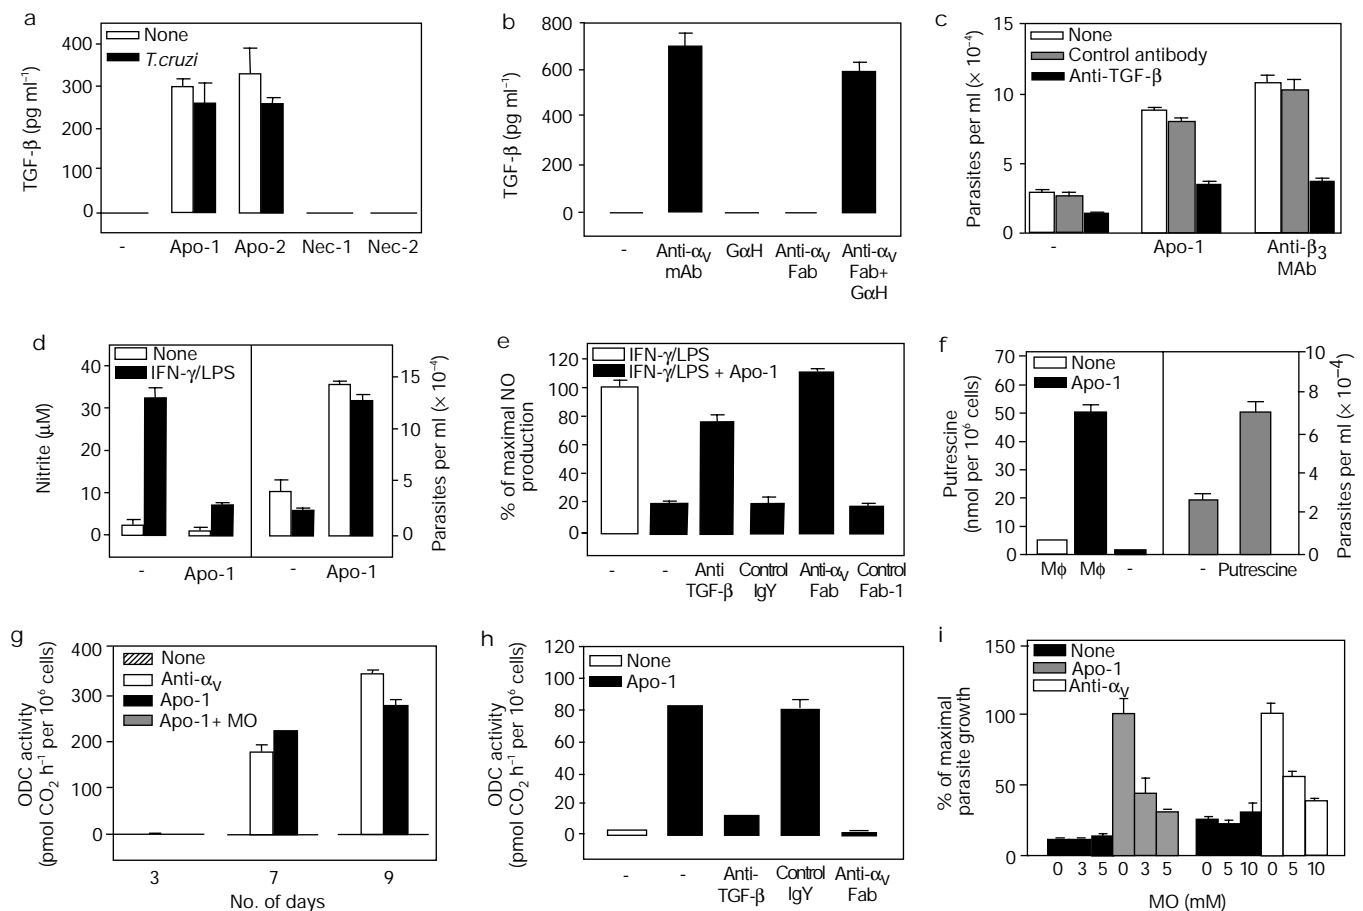 a
None
T.cruzi
TGF-β (pg ml⁻¹)
400
300
200
100
0
-
Apo-1
Apo-2
Nec-1
Nec-2
b
TGF-β (pg ml⁻¹)
800
600
400
200
0
-
Anti-αV mAb
GαH
Anti-αV Fab
Anti-αV Fab+ GαH
c
None
Control antibody
Anti-TGF-β
Parasites per ml (× 10⁻⁴)
15
10
5
0
-
Apo-1
Anti-β3 MAb
d
None
IFN-γ/LPS
Nitrite (µM)
40
30
20
10
0
-
Apo-1
-
Apo-1
15
10
5
0
Parasites per ml (× 10⁻⁴)
e
IFN-γ/LPS
IFN-γ/LPS + Apo-1
% of maximal NO production
120
100
80
60
40
20
0
-
-
Anti TGF-β
Control IgY
Anti-αV Fab
Control Fab-1
f
None
Apo-1
Putrescine (nmol per 10⁶ cells)
70
60
50
40
30
20
10
0
Mϕ
Mϕ
-
-
Putrescine
10
8
6
4
2
0
Parasites per ml (× 10⁻⁴)
g
None
Anti-αV
Apo-1
Apo-1+ MO
ODC activity (pmol CO₂ h⁻¹ per 10⁶ cells)
400
300
200
100
0
3
7
9
No. of days
h
None
Apo-1
ODC activity (pmol CO₂ h⁻¹ per 10⁶ cells)
120
100
80
60
40
20
0
-
-
Anti- TGF-β
Control IgY
Anti-αV Fab
i
None
Apo-1
Anti-αV
% of maximal parasite growth
150
100
50
0
0 3 5 0 3 5 0 5 10 0 5 10
MO (mM)